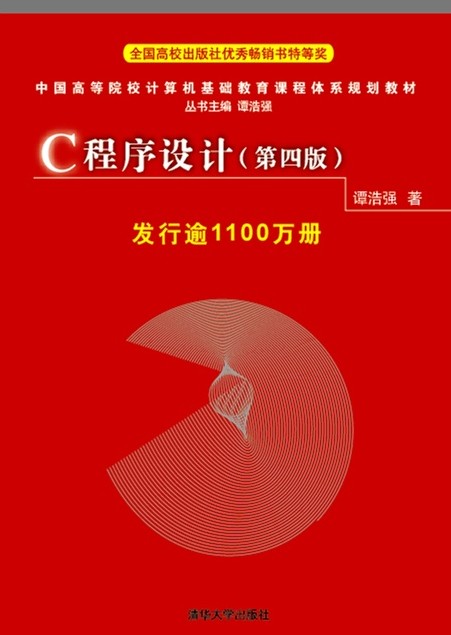 全国高校出版社优秀畅销书特等奖
中国高等院校计算机基础教育课程体系规划教材
丛书主编 谭浩强
C程序设计（第四版）
谭浩强 著
发行逾1100万册
清华大学出版社